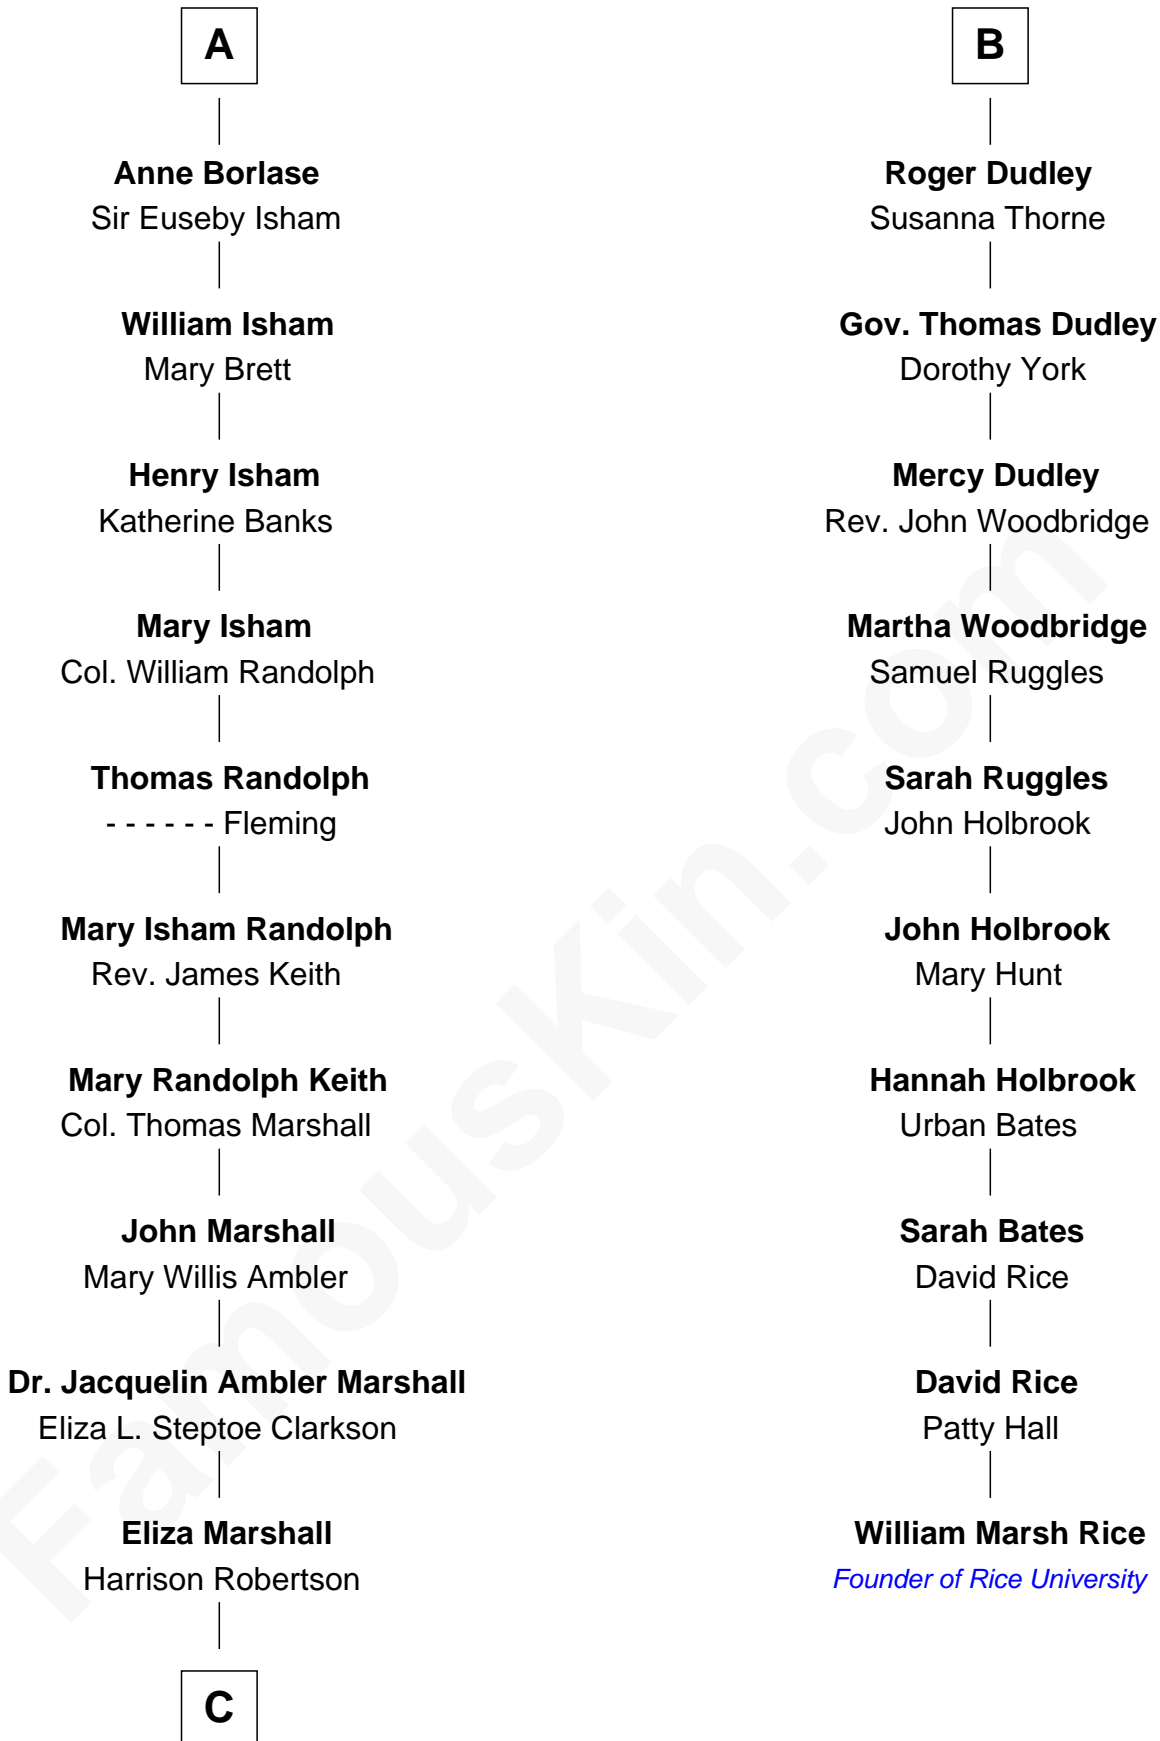 A
Anne Borlase
Sir Euseby Isham
William Isham
Mary Brett
Henry Isham
Katherine Banks
Mary Isham
Col. William Randolph
Thomas Randolph
- - - - - - Fleming
Mary Isham Randolph
Rev. James Keith
Mary Randolph Keith
Col. Thomas Marshall
John Marshall
Mary Willis Ambler
Dr. Jacquelin Ambler Marshall
Eliza L. Steptoe Clarkson
Eliza Marshall
Harrison Robertson
C
B
Roger Dudley
Susanna Thorne
Gov. Thomas Dudley
Dorothy York
Mercy Dudley
Rev. John Woodbridge
Martha Woodbridge
Samuel Ruggles
Sarah Ruggles
John Holbrook
John Holbrook
Mary Hunt
Hannah Holbrook
Urban Bates
Sarah Bates
David Rice
David Rice
Patty Hall
William Marsh Rice
Founder of Rice University
FamousKin.com